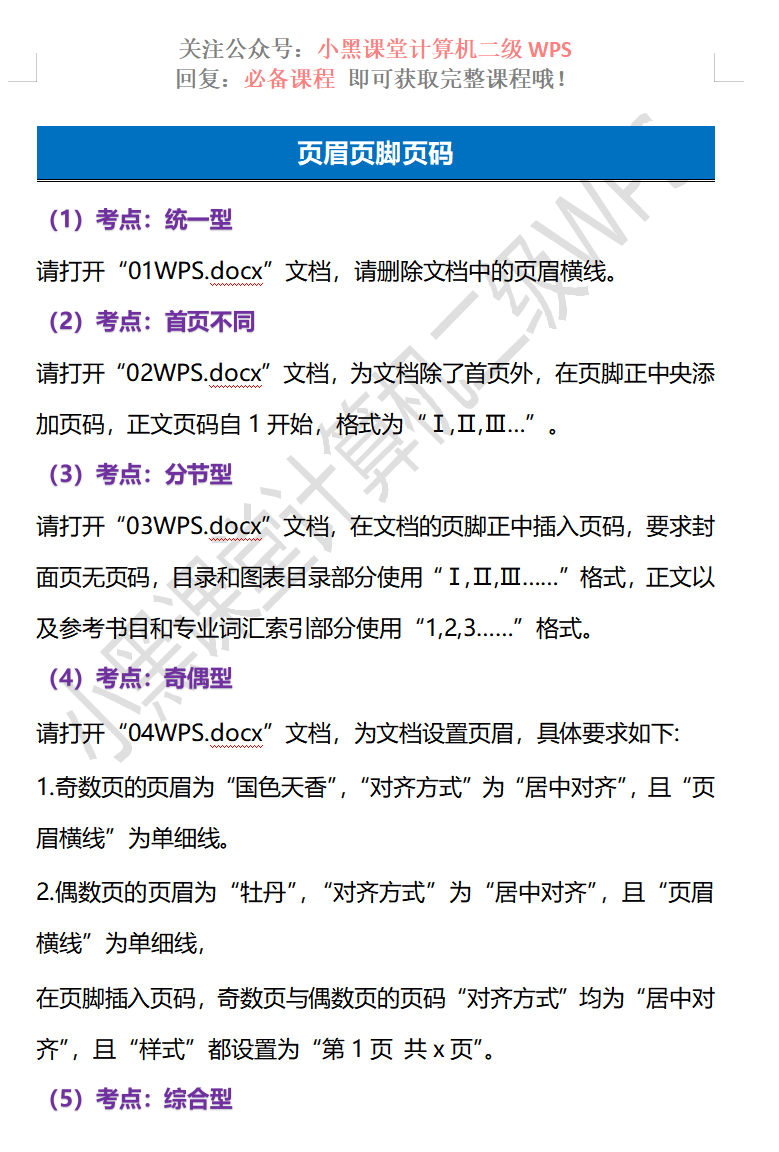 关注公众号：小黑课堂计算机二级 WPS
回复：必备课程 即可获取完整课程哦！
页眉页脚页码
（1）考点：统一型
请打开“01WPS.docx”文档，请删除文档中的页眉横线。
（2）考点：首页不同
请打开“02WPS.docx”文档，为文档除了首页外，在页脚正中央添
加页码，正文页码自 1 开始，格式为“Ⅰ,Ⅱ,Ⅲ...”。
（3）考点：分节型
请打开“03WPS.docx”文档，在文档的页脚正中插入页码，要求封
面页无页码，目录和图表目录部分使用“Ⅰ,Ⅱ,Ⅲ……”格式，正文以
及参考书目和专业词汇索引部分使用“1,2,3……”格式。
（4）考点：奇偶型
请打开“04WPS.docx”文档，为文档设置页眉，具体要求如下:
1.奇数页的页眉为“国色天香”，“对齐方式”为“居中对齐”，且“页
眉横线”为单细线。
2.偶数页的页眉为“牡丹”，“对齐方式”为“居中对齐”，且“页眉
横线”为单细线，
在页脚插入页码，奇数页与偶数页的页码“对齐方式”均为“居中对
齐”，且“样式”都设置为“第 1 页 共 x 页”。
（5）考点：综合型
小黑课堂计算机二级WPS